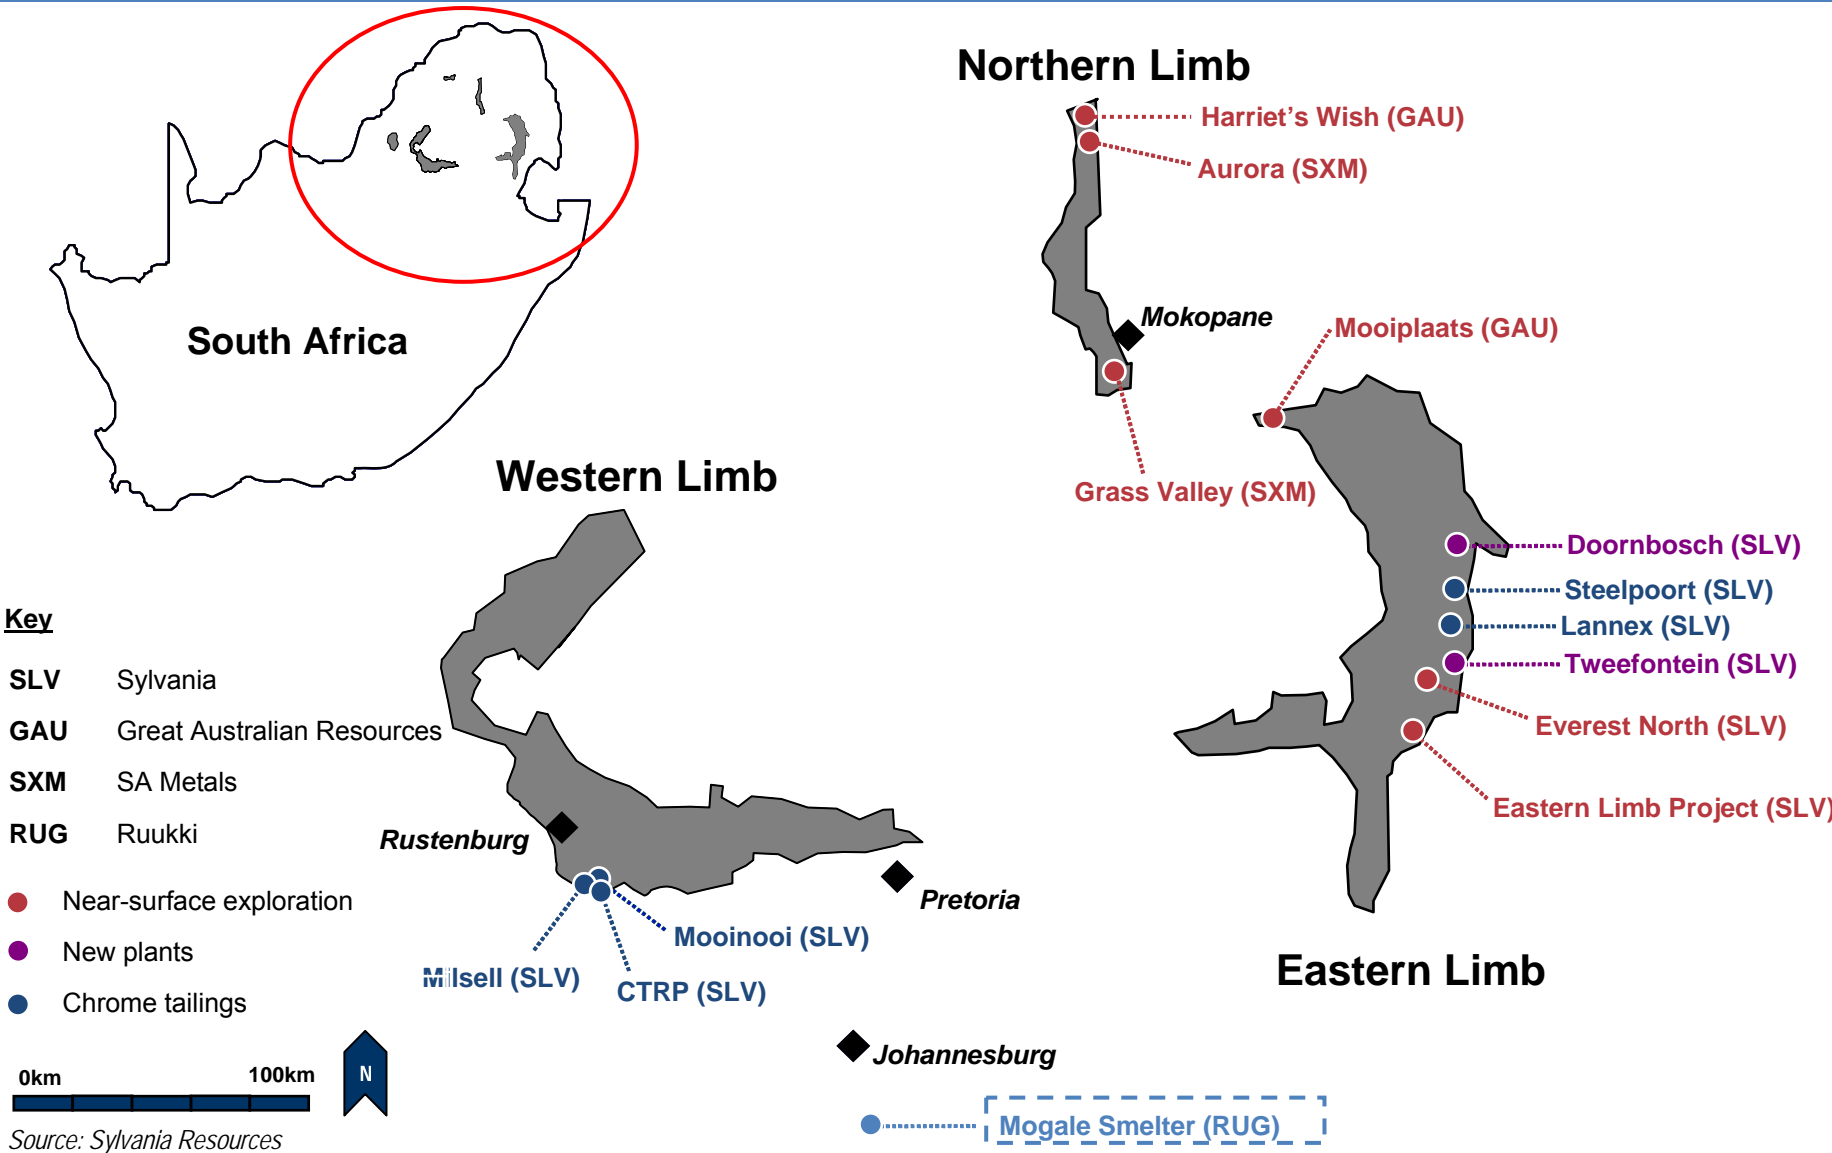 Northern Limb
Harriet's Wish (GAU)
Aurora (SXM)
Mokopane
Mooiplaats (GAU)
South Africa
Western Limb
Grass Valley (SXM)
Doornbosch (SLV)
Steelpoort (SLV)
Lannex (SLV)
Tweefontein (SLV)
Everest North (SLV)
Eastern Limb Project (SLV)
Key
SLV Sylvania
GAU Great Australian Resources
SXM SA Metals
RUG Ruukki
Near-surface exploration
New plants
Chrome tailings
Rustenburg
Pretoria
Mooinooi (SLV)
Milsell (SLV)
CTRP (SLV)
Eastern Limb
Johannesburg
0km 100km
N
Mogale Smelter (RUG)
Source: Sylvania Resources